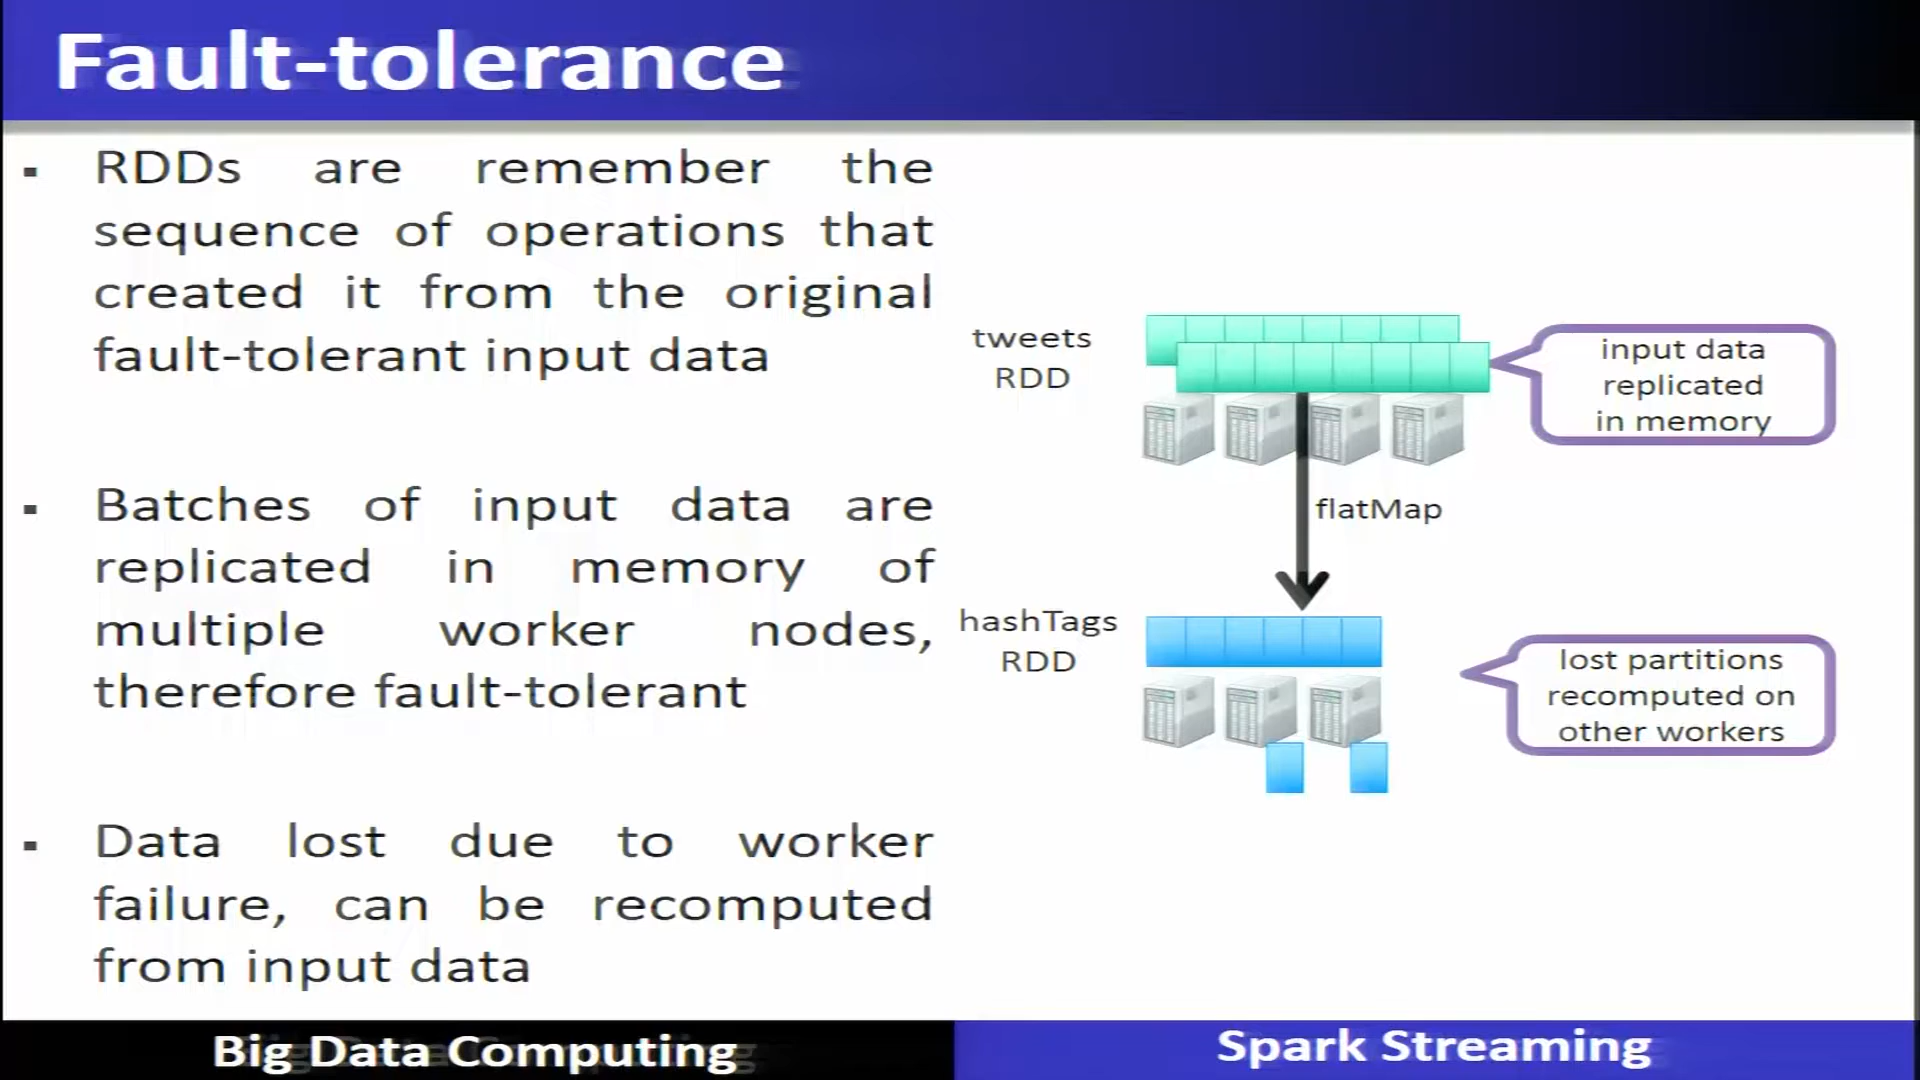 Fault-tolerance
▪ RDDs are remember the
sequence of operations that
created it from the original
fault-tolerant input data
▪ Batches of input data are
replicated in memory of
multiple worker nodes,
therefore fault-tolerant
▪ Data lost due to worker
failure, can be recomputed
from input data
tweets
RDD
input data
replicated
in memory
flatMap
hashTags
RDD
lost partitions
recomputed on
other workers
Big Data Computing
Spark Streaming